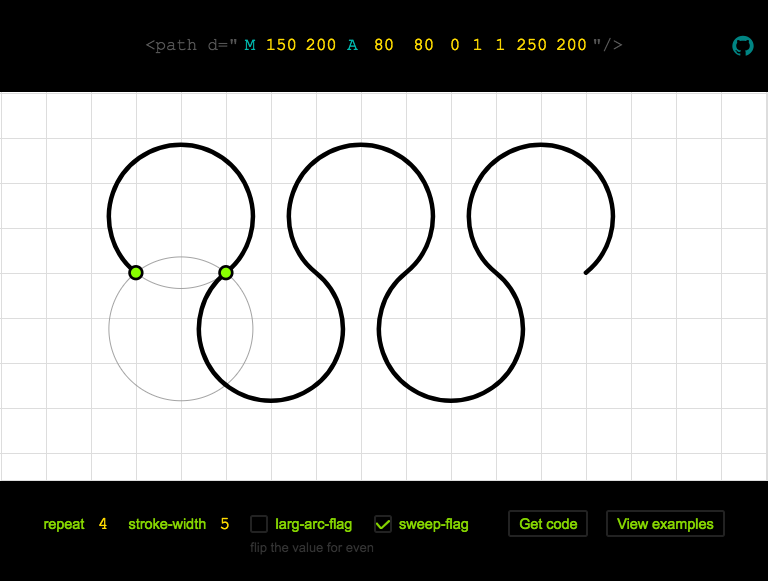 <path d=" M 150 200 A 80 80 0 1 1 250 200 "/>
repeat 4 stroke-width 5 larg-arc-flag sweep-flag Get code View examples
flip the value for even